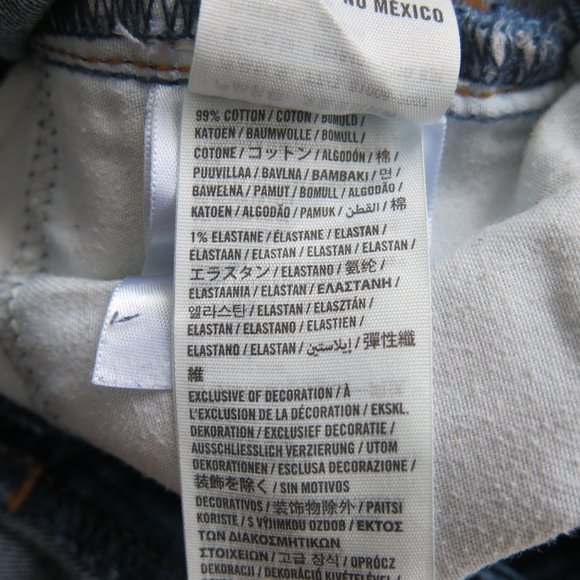 NO MEXICO
99% COTTON / COTON / BOMULD /
KATOEN / BAUMWOLLE / BOMULL /
COTONE / コットン / ALGODÓN / 棉 /
PUUVILLAA / BAVLNA / ΒΑΜΒΑΚΙ / 면 /
BAWEŁNA / PAMUT / BOMULL / ALGODÃO /
KATOEN / ALGODÃO / PAMUK / القطن / 棉
1% ELASTANE / ÉLASTANE / ELASTAN /
ELASTAAN / ELASTAN / ELASTAN / ELASTAN /
エラスタン / ELASTANO / 氨纶 /
ELASTAANIA / ELASTAN / ΕΛΑΣΤΑΝΗ /
엘라스탄 / ELASTAN / ELASZTÁN /
ELASTAN / ELASTANO / ELASTIEN /
ELASTANO / ELASTAN / إيلاستين / 彈性纖
維
EXCLUSIVE OF DECORATION / À
L'EXCLUSION DE LA DÉCORATION / EKSKL.
DEKORATION / EXCLUSIEF DECORATIE /
AUSSCHLIESSLICH VERZIERUNG / UTOM
DEKORATIONEN / ESCLUSA DECORAZIONE /
装飾を除く / SIN MOTIVOS
DECORATIVOS / 装饰物除外 / PAITSI
KORISTE / S VÝJIMKOU OZDOB / ΕΚΤΟΣ
ΤΩΝ ΔΙΑΚΟΣΜΗΤΙΚΩΝ
ΣΤΟΙΧΕΙΩΝ / 고급 장식 / OPRÓCZ
DEKORACJI / DEKORÁCIÓ KIVÉTELÉVEL /